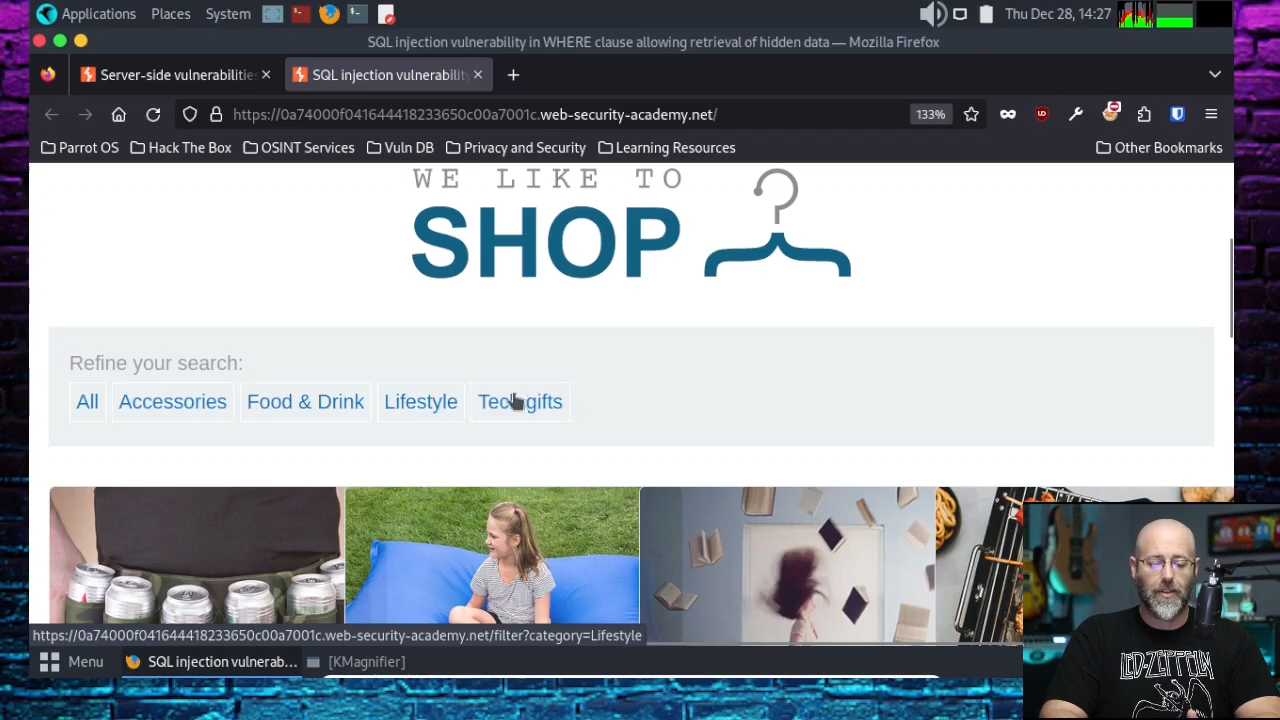 Applications Places System
Thu Dec 28, 14:27
SQL injection vulnerability in WHERE clause allowing retrieval of hidden data — Mozilla Firefox
Server-side vulnerabilities
SQL injection vulnerability
https://0a74000f041644418233650c00a7001c.web-security-academy.net/
133%
Parrot OS Hack The Box OSINT Services Vuln DB Privacy and Security Learning Resources Other Bookmarks
WE LIKE TO
SHOP
Refine your search:
All Accessories Food & Drink Lifestyle Tech gifts
https://0a74000f041644418233650c00a7001c.web-security-academy.net/filter?category=Lifestyle
Menu SQL injection vulnerab... [KMagnifier]
LED-ZEPPELIN